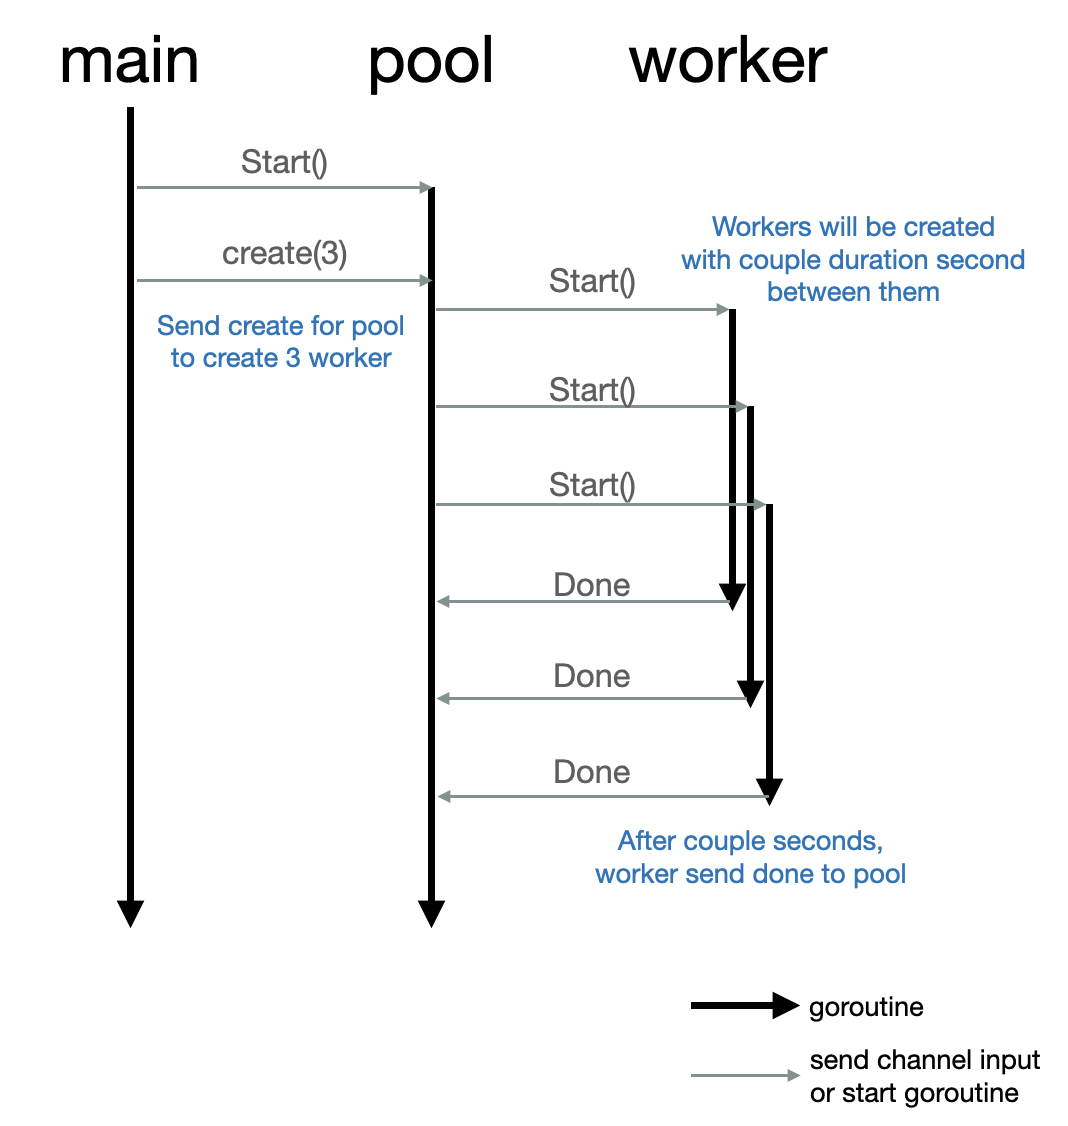 main
pool
worker
Start()
create(3)
Send create for pool
to create 3 worker
Workers will be created
with couple duration second
between them
Start()
Start()
Start()
Done
Done
Done
After couple seconds,
worker send done to pool
goroutine
send channel input
or start goroutine